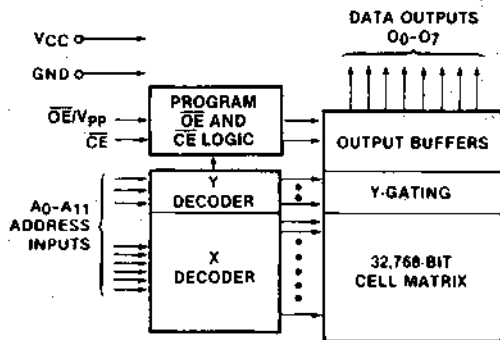 DATA OUTPUTS
O0–O7
VCC
GND
OE/VPP
CE
PROGRAM
OE AND
CE LOGIC
OUTPUT BUFFERS
Y
DECODER
Y-GATING
A0–A11
ADDRESS
INPUTS
X
DECODER
32,768-BIT
CELL MATRIX